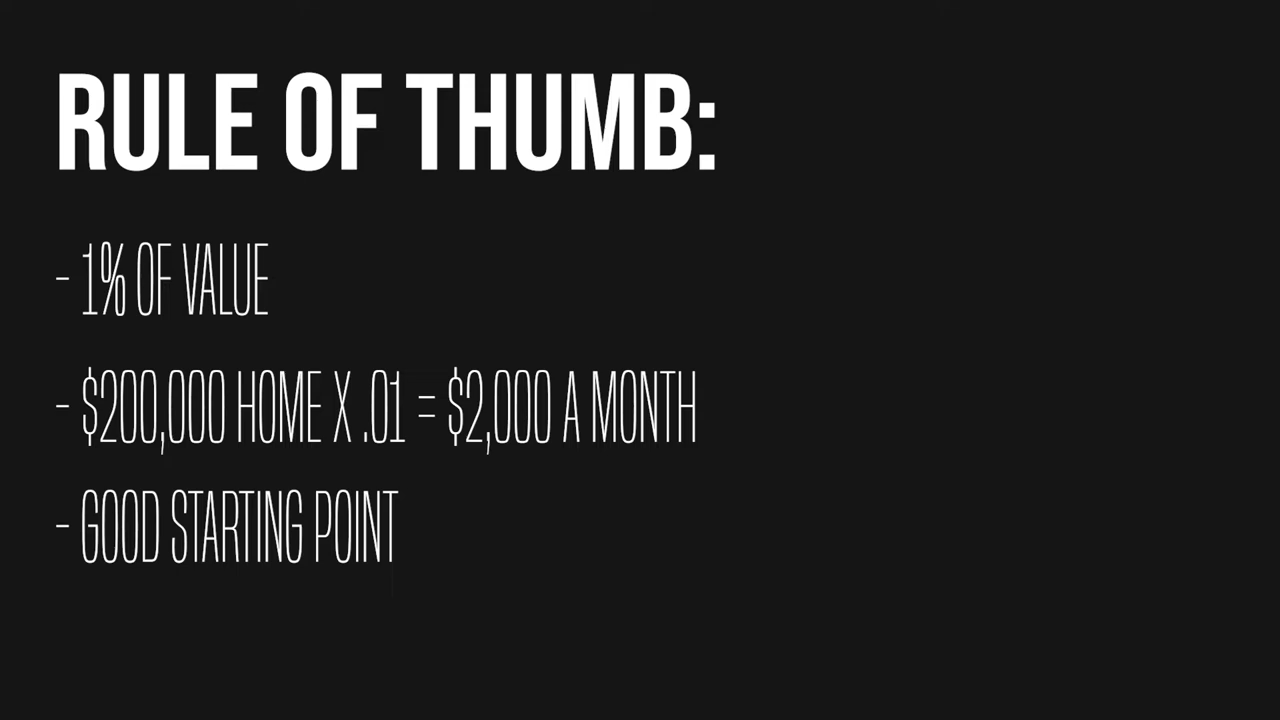 RULE OF THUMB:
- 1% OF VALUE
- $200,000 HOME X .01 = $2,000 A MONTH
- GOOD STARTING POINT